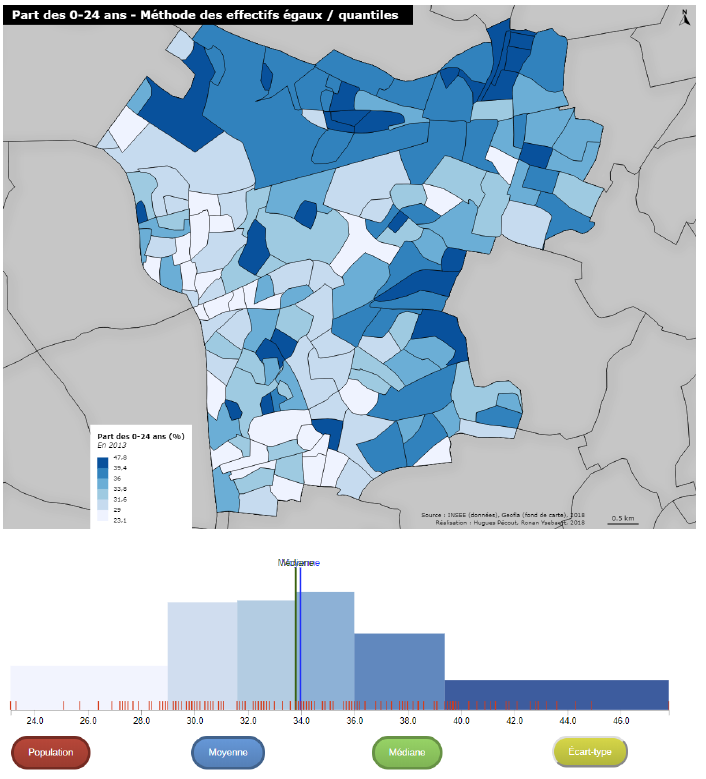 Part des 0-24 ans - Méthode des effectifs égaux / quantiles
N
Part des 0-24 ans (%)
En 2013
47.8
39.4
36
33.8
31.6
29
23.1
Source : INSEE (données), Geofla (fond de carte), 2018
Réalisation : Hugues Pécout, Ronan Ysebaert, 2018
0.5 km
24.0 26.0 28.0 30.0 32.0 34.0 36.0 38.0 40.0 42.0 44.0 46.0
Population Moyenne Médiane Écart-type